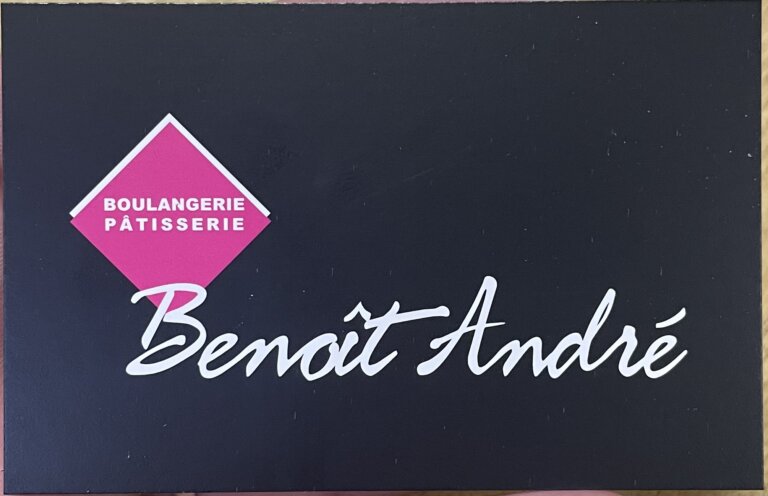 BOULANGERIE
PÂTISSERIE
Benoît André